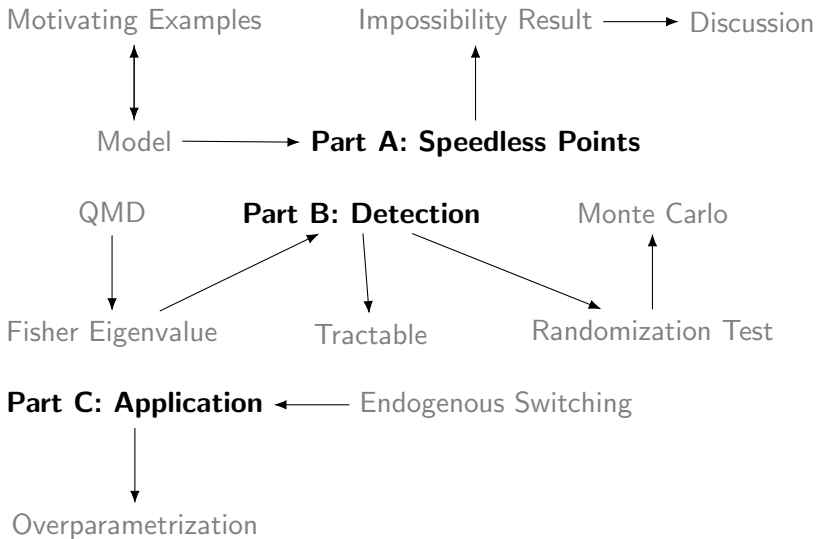 Motivating Examples
Impossibility Result
Discussion
Model
Part A: Speedless Points
QMD
Part B: Detection
Monte Carlo
Fisher Eigenvalue
Tractable
Randomization Test
Part C: Application
Endogenous Switching
Overparametrization